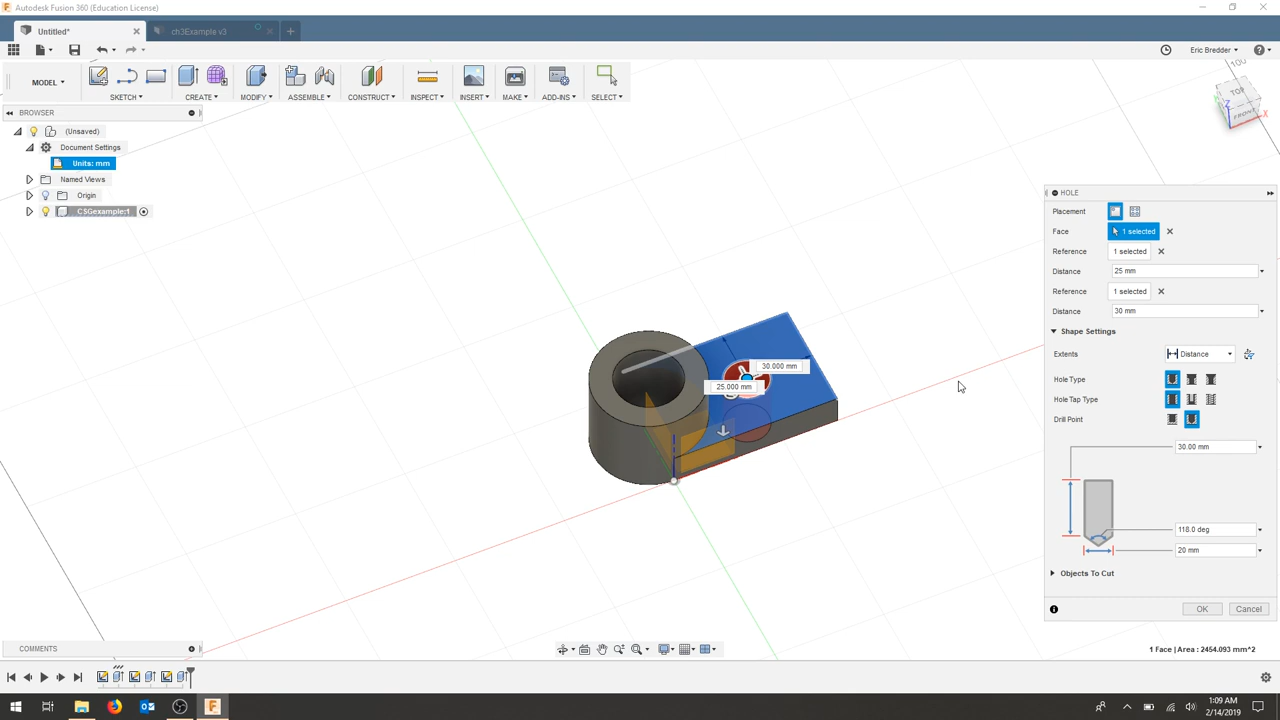 Autodesk Fusion 360 (Education License)
Untitled*
ch3Example v3
Eric Bredder
MODEL
SKETCH
CREATE
MODIFY
ASSEMBLE
CONSTRUCT
INSPECT
INSERT
MAKE
ADD-INS
SELECT
BROWSER
(Unsaved)
Document Settings
Units: mm
Named Views
Origin
CSGexample:1
TOP
FRONT
Z
X
HOLE
Placement
Face 1 selected
Reference 1 selected
Distance 25 mm
Reference 1 selected
Distance 30 mm
Shape Settings
Extents Distance
Hole Type
Hole Tap Type
Drill Point
30.00 mm
118.0 deg
20 mm
Objects To Cut
OK Cancel
30.000 mm
25.000 mm
100
COMMENTS
1 Face | Area : 2454.093 mm^2
1:09 AM
2/14/2019